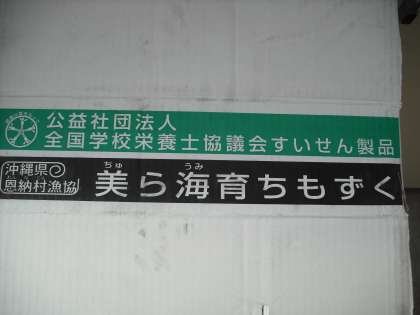 公益社団法人
全国学校栄養士協議会すいせん製品
沖縄県
恩納村漁協
ちゅ うみ
美ら海育ちもずく